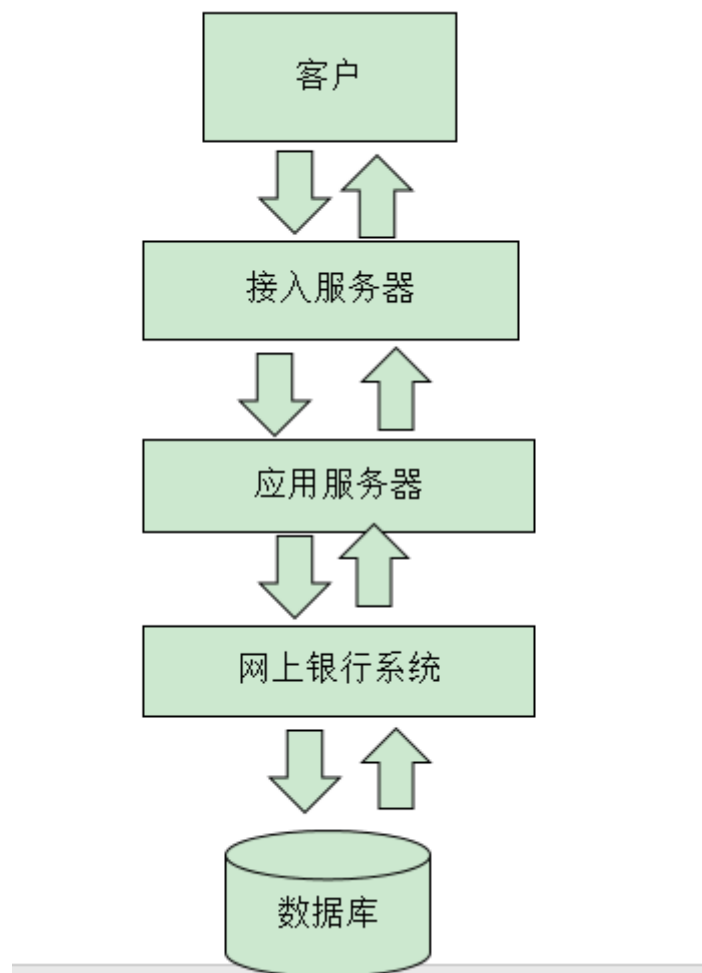 客户
接入服务器
应用服务器
网上银行系统
数据库